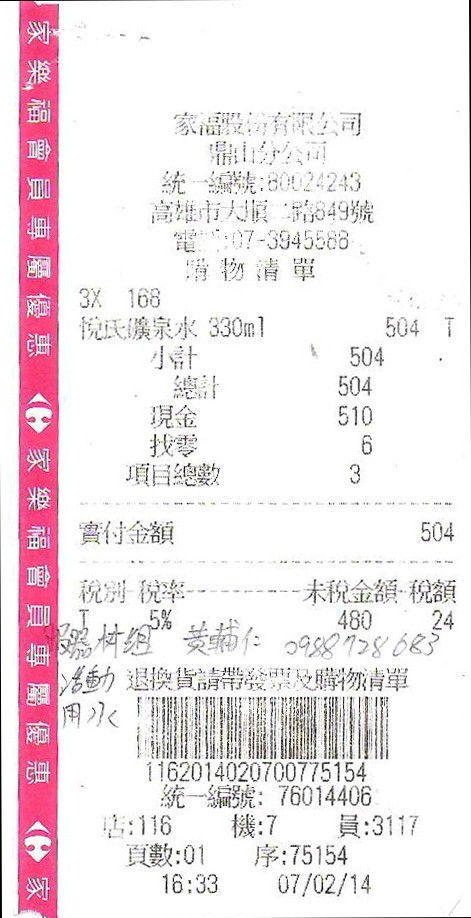 家福股份有限公司
鼎山分公司
統一編號:80024243
高雄市大順二路849號
電 :07-3945588
購物清單
3X 168
悅氏礦泉水 330ml 504 T
小計 504
總計 504
現金 510
找零 6
項目總數 3
實付金額 504
稅別 稅率 未稅金額 稅額
T 5% 480 24
器材組 黃輔仁 0988728683
活動
用水
退換貨請帶發票及購物清單
1162014020700775154
統一編號: 76014406
店:116 機:7 員:3117
頁數:01 序:75154
16:33 07/02/14
家樂福會員專屬優惠
家樂福會員專屬優惠
家